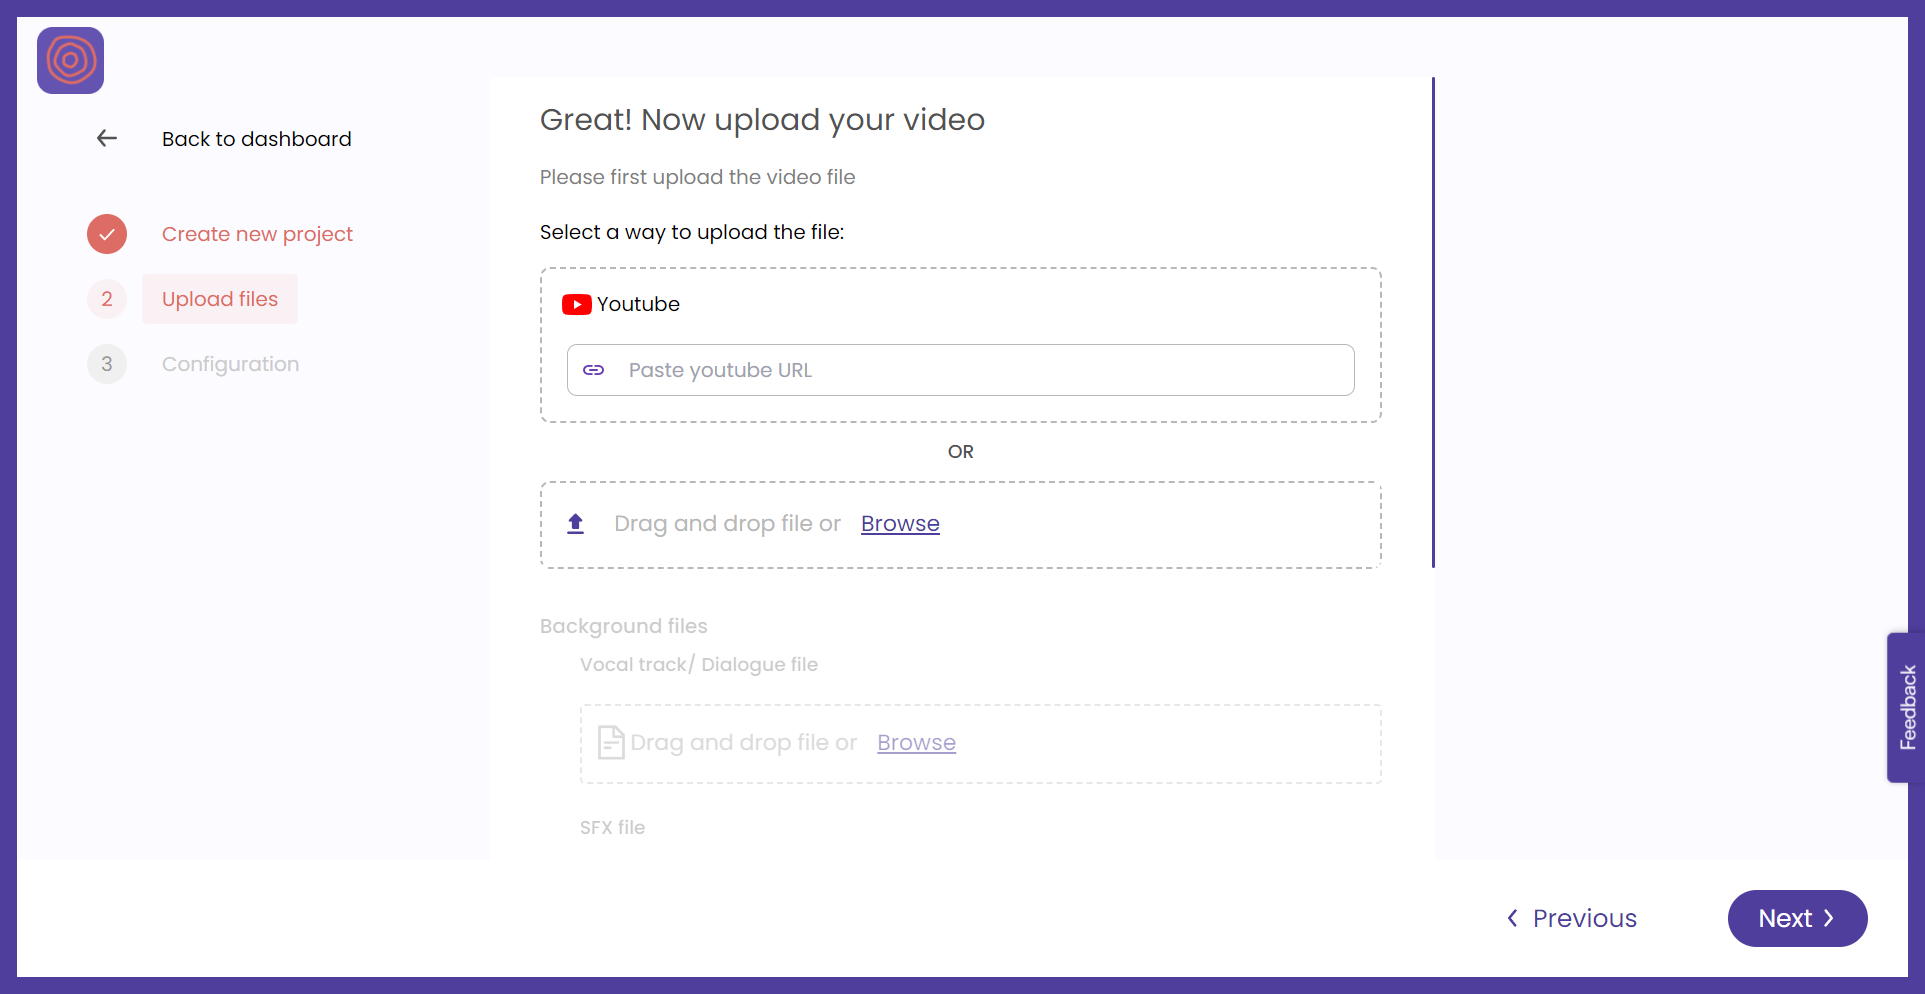 Back to dashboard
Create new project
2 Upload files
3 Configuration
Great! Now upload your video
Please first upload the video file
Select a way to upload the file:
Youtube
Paste youtube URL
OR
Drag and drop file or Browse
Background files
Vocal track/ Dialogue file
Drag and drop file or Browse
SFX file
Feedback
Previous
Next